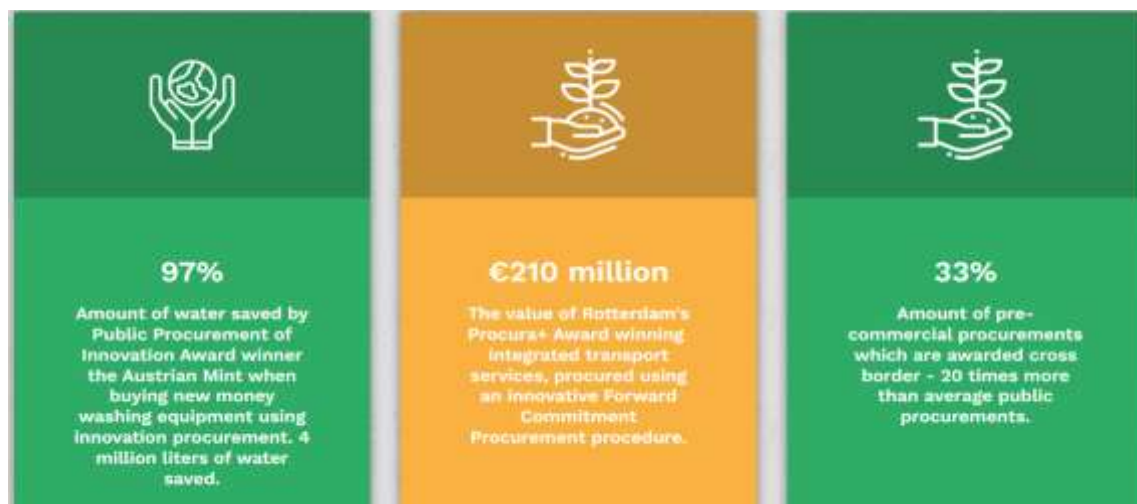 97%
Amount of water saved by
Public Procurement of
Innovation Award winner
the Austrian Mint when
buying new money
washing equipment using
innovation procurement. 4
million liters of water
saved.
€210 million
The value of Rotterdam's
Procura+ Award winning
integrated transport
services, procured using
an innovative Forward
Commitment
Procurement procedure.
33%
Amount of pre-
commercial procurements
which are awarded cross
border - 20 times more
than average public
procurements.